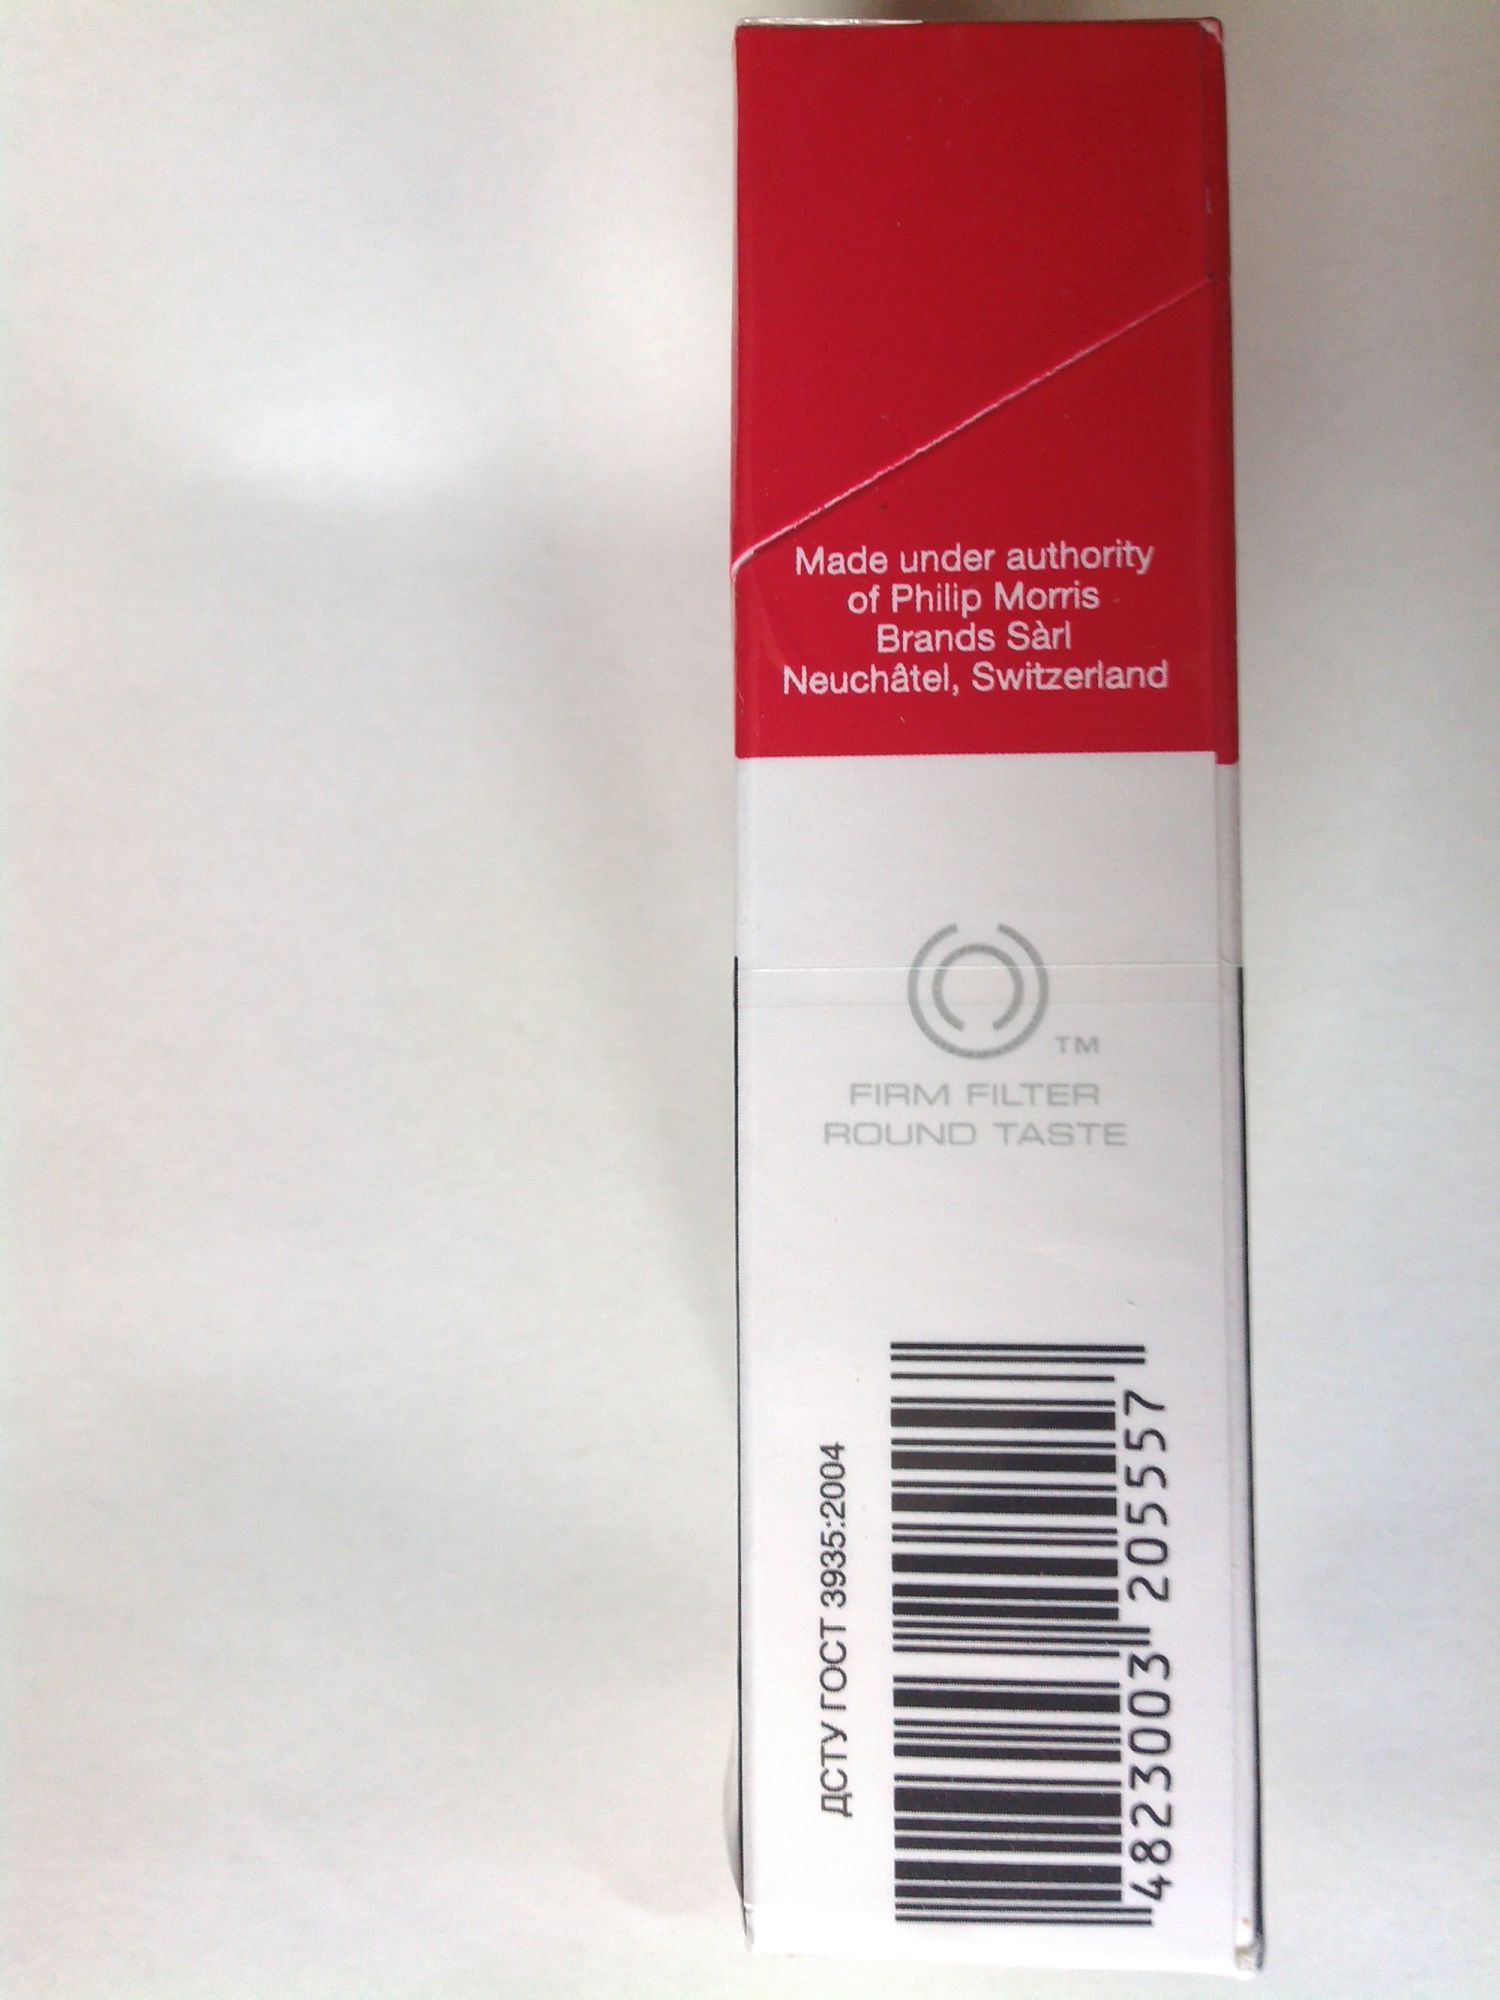 Made under authority
of Philip Morris
Brands Sàrl
Neuchâtel, Switzerland
TM
FIRM FILTER
ROUND TASTE
ДСТУ ГОСТ 3935:2004
4823003 205557